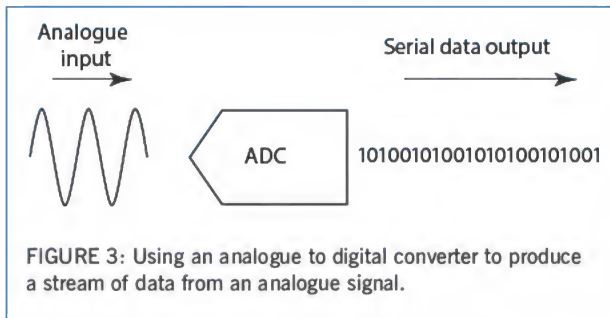 Analogue
input
Serial data output
ADC
10100101001010100101001
FIGURE 3: Using an analogue to digital converter to produce
a stream of data from an analogue signal.